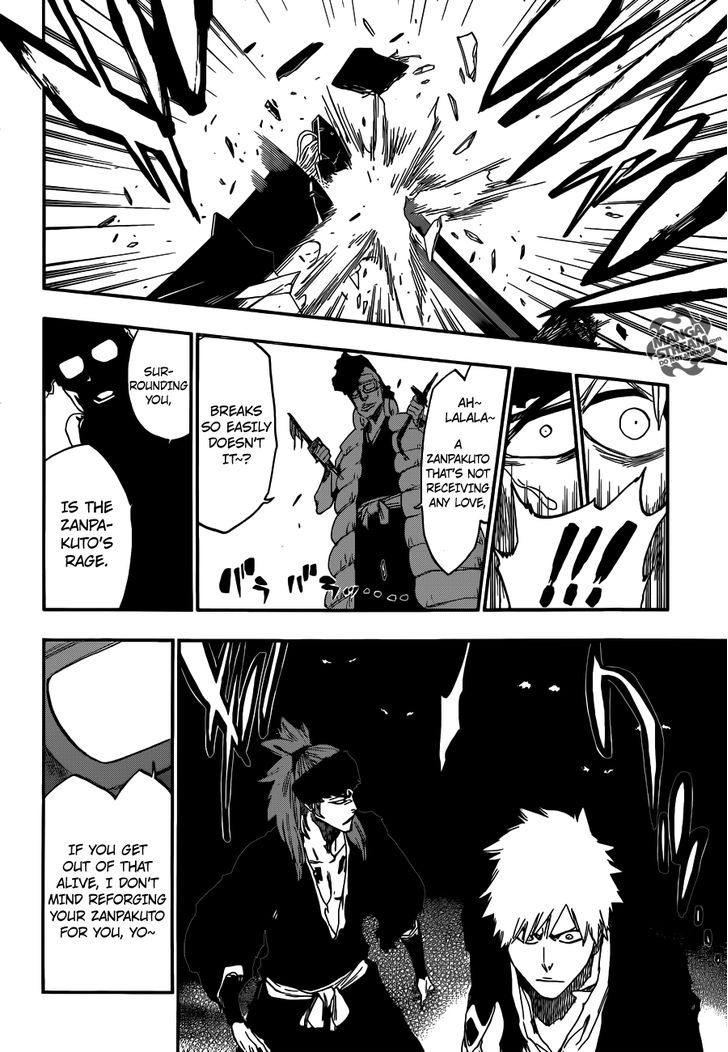 MANGA
STREAM
AH~
LALALA~
A
ZANPAKUTO
THAT'S NOT
RECEIVING
ANY LOVE,
BREAKS
SO EASILY
DOESN'T
IT~?
SUR-
ROUNDING
YOU,
IS THE
ZANPA-
KUTO'S
RAGE.
!!!
IF YOU GET
OUT OF THAT
ALIVE, I DON'T
MIND REFORGING
YOUR ZANPAKUTO
FOR YOU, YO~